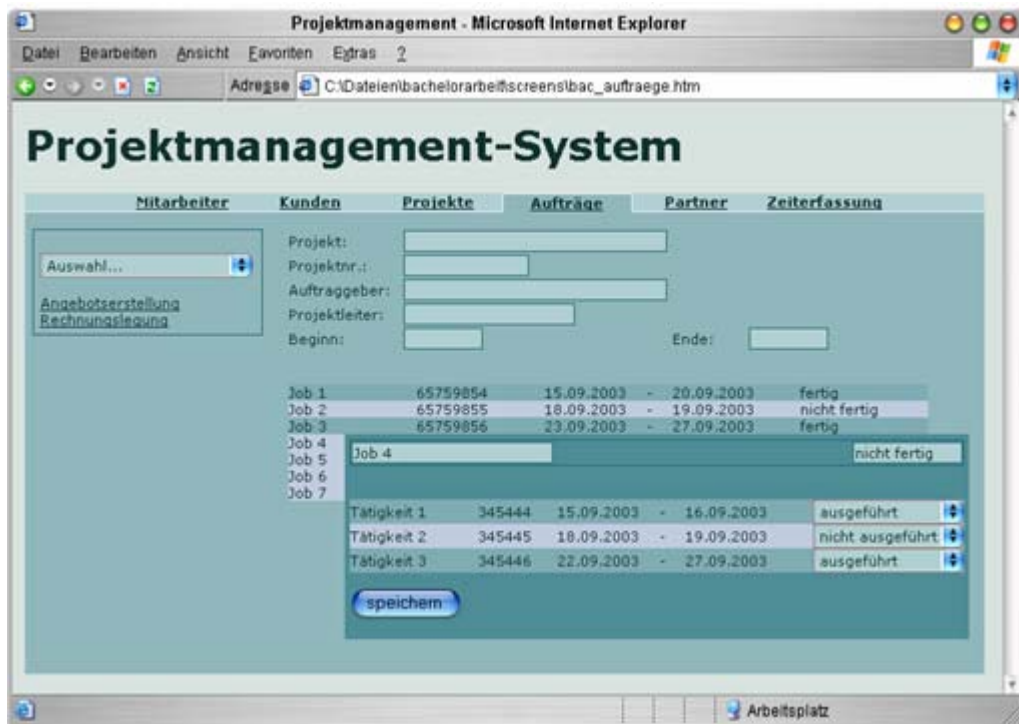 Projektmanagement - Microsoft Internet Explorer
Datei Bearbeiten Ansicht Favoriten Extras ?
Adresse C:\Dateien\bachelorarbeit\screens\bac_auftraege.htm
Projektmanagement-System
Mitarbeiter Kunden Projekte Aufträge Partner Zeiterfassung
Auswahl...
Angebotserstellung
Rechnungslegung
Projekt:
Projektnr.:
Auftraggeber:
Projektleiter:
Beginn: Ende:
Job 1 65759854 15.09.2003 - 20.09.2003 fertig
Job 2 65759855 18.09.2003 - 19.09.2003 nicht fertig
Job 3 65759856 23.09.2003 - 27.09.2003 fertig
Job 4
Job 5
Job 6
Job 7
Job 4 nicht fertig
Tätigkeit 1 345444 15.09.2003 - 16.09.2003 ausgeführt
Tätigkeit 2 345445 18.09.2003 - 19.09.2003 nicht ausgeführt
Tätigkeit 3 345446 22.09.2003 - 27.09.2003 ausgeführt
speichern
Arbeitsplatz